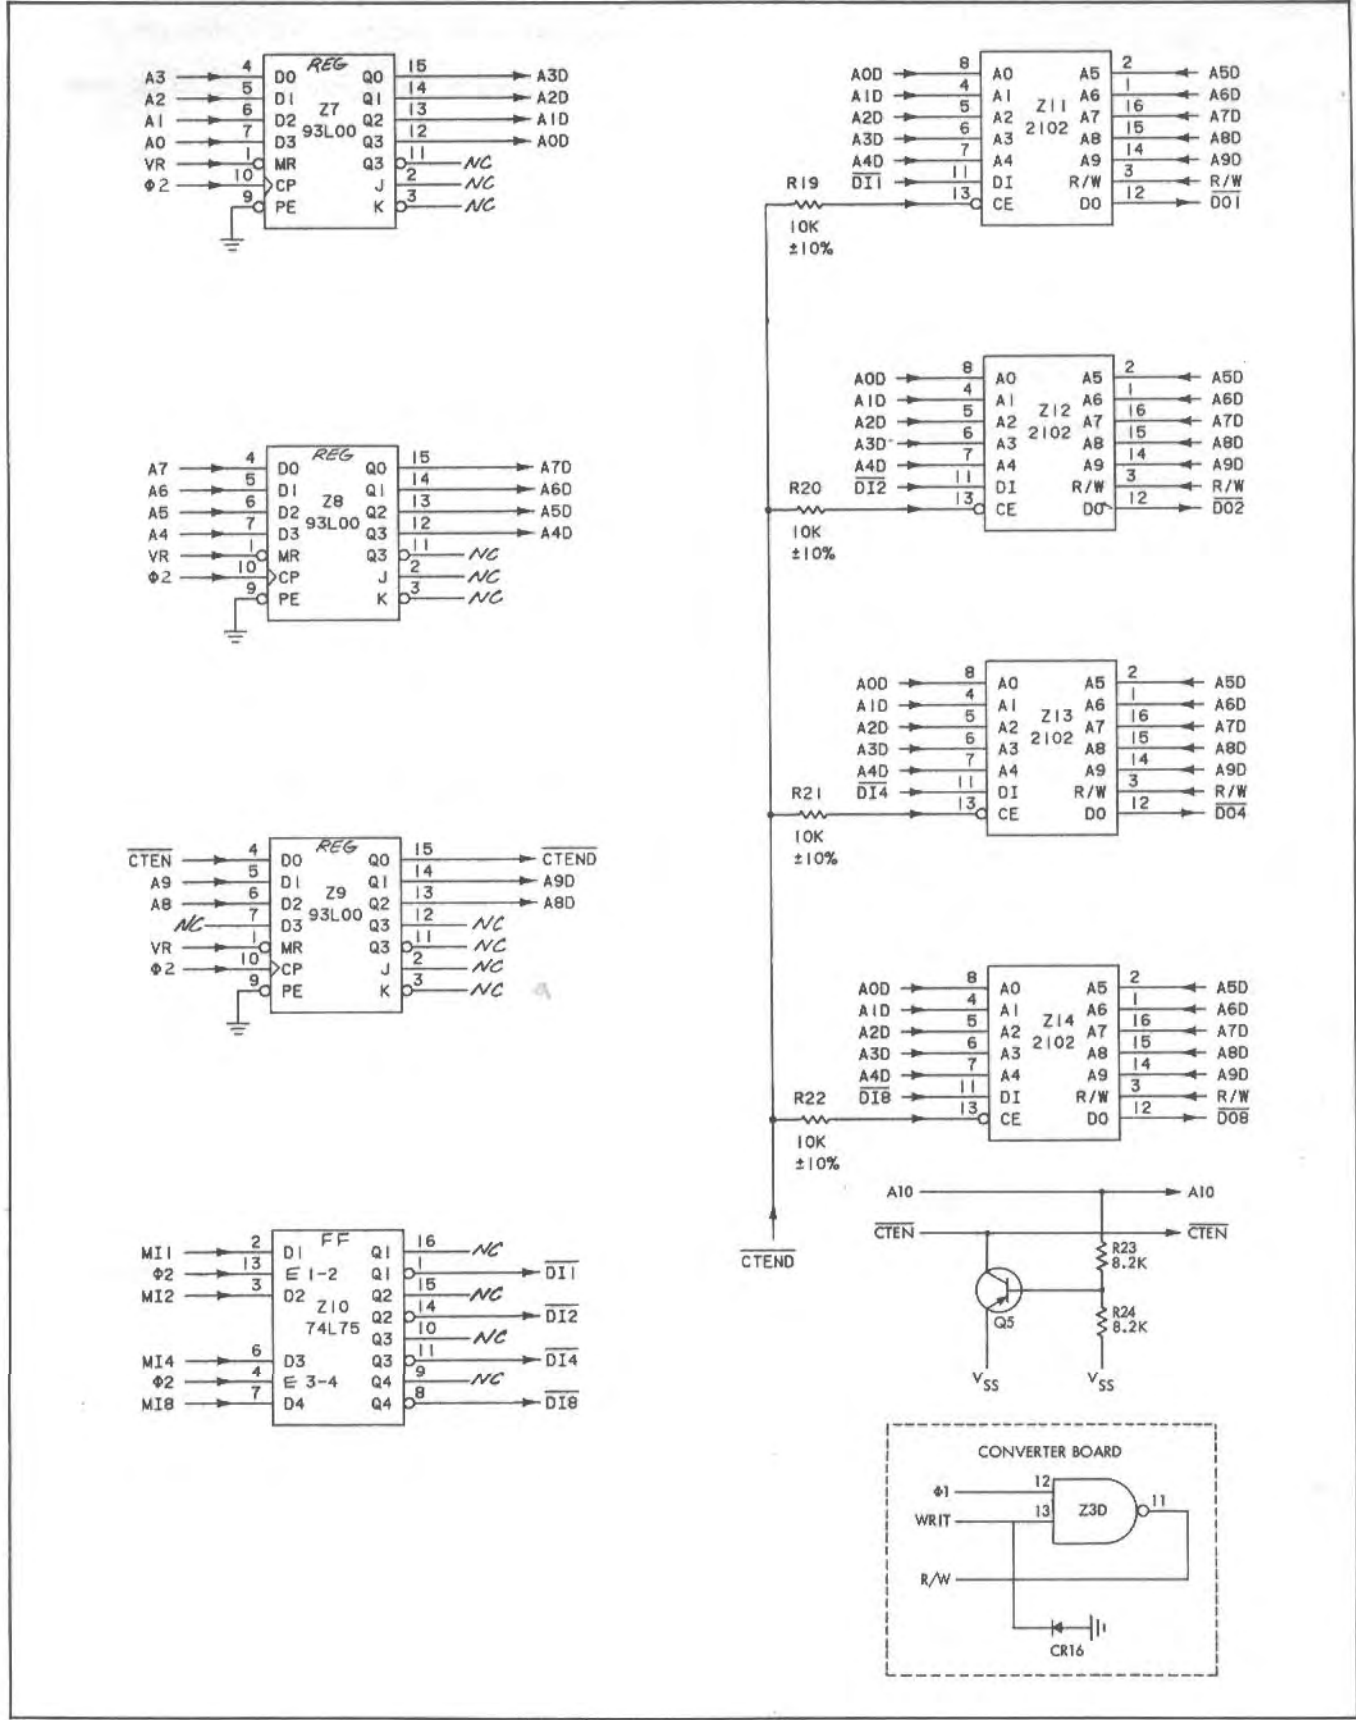 REG
A3 4 D0 Q0 15 A3D
A2 5 D1 Z7 Q1 14 A2D
A1 6 D2 93L00 Q2 13 A1D
A0 7 D3 Q3 12 A0D
VR 1 MR Q3 11 NC
Φ2 10 CP J 2 NC
9 PE K 3 NC
REG
A7 4 D0 Q0 15 A7D
A6 5 D1 Z8 Q1 14 A6D
A5 6 D2 93L00 Q2 13 A5D
A4 7 D3 Q3 12 A4D
VR 1 MR Q3 11 NC
Φ2 10 CP J 2 NC
9 PE K 3 NC
REG
CTEN 4 D0 Q0 15 CTEND
A9 5 D1 Z9 Q1 14 A9D
A8 6 D2 93L00 Q2 13 A8D
NC 7 D3 Q3 12 NC
VR 1 MR Q3 11 NC
Φ2 10 CP J 2 NC
9 PE K 3 NC
FF
MI1 2 D1 Q1 16 NC
Φ2 13 E 1-2 Q1 1 DI1
MI2 3 D2 Z10 Q2 15 NC
74L75 Q2 14 DI2
Q3 10 NC
MI4 6 D3 Q3 11 DI4
Φ2 4 E 3-4 Q4 9 NC
MI8 7 D4 Q4 8 DI8
A0D 8 A0 A5 2 A5D
A1D 4 A1 Z11 A6 1 A6D
A2D 5 A2 2102 A7 16 A7D
A3D 6 A3 A8 15 A8D
A4D 7 A4 A9 14 A9D
DI1 11 DI R/W 3 R/W
R19 13 CE DO 12 DO1
10K
±10%
A0D 8 A0 A5 2 A5D
A1D 4 A1 Z12 A6 1 A6D
A2D 5 A2 2102 A7 16 A7D
A3D 6 A3 A8 15 A8D
A4D 7 A4 A9 14 A9D
DI2 11 DI R/W 3 R/W
R20 13 CE DO 12 DO2
10K
±10%
A0D 8 A0 A5 2 A5D
A1D 4 A1 Z13 A6 1 A6D
A2D 5 A2 2102 A7 16 A7D
A3D 6 A3 A8 15 A8D
A4D 7 A4 A9 14 A9D
DI4 11 DI R/W 3 R/W
R21 13 CE DO 12 DO4
10K
±10%
A0D 8 A0 A5 2 A5D
A1D 4 A1 Z14 A6 1 A6D
A2D 5 A2 2102 A7 16 A7D
A3D 6 A3 A8 15 A8D
A4D 7 A4 A9 14 A9D
DI8 11 DI R/W 3 R/W
R22 13 CE DO 12 DO8
10K
±10%
CTEND
A10 A10
CTEN CTEN
R23
8.2K
Q5
R24
8.2K
VSS VSS
CONVERTER BOARD
Φ1 12 Z3D 11
WRIT 13
R/W
CR16